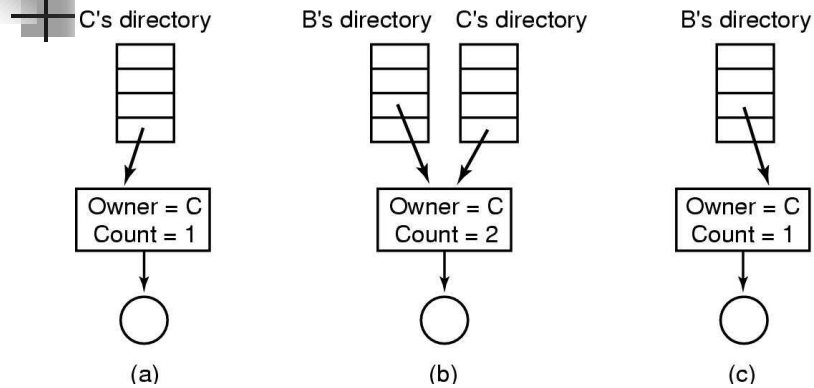 C's directory
B's directory C's directory
B's directory
Owner = C
Count = 1
Owner = C
Count = 2
Owner = C
Count = 1
(a)
(b)
(c)